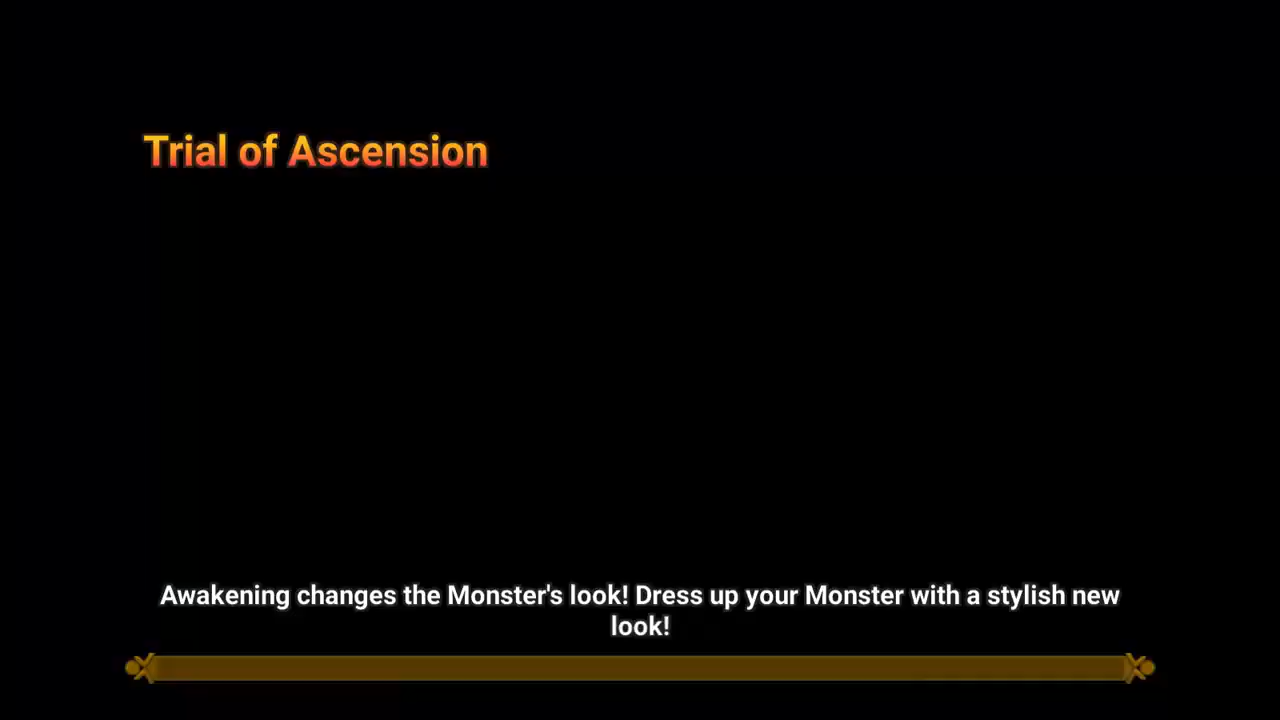 Trial of Ascension
Awakening changes the Monster's look! Dress up your Monster with a stylish new
look!